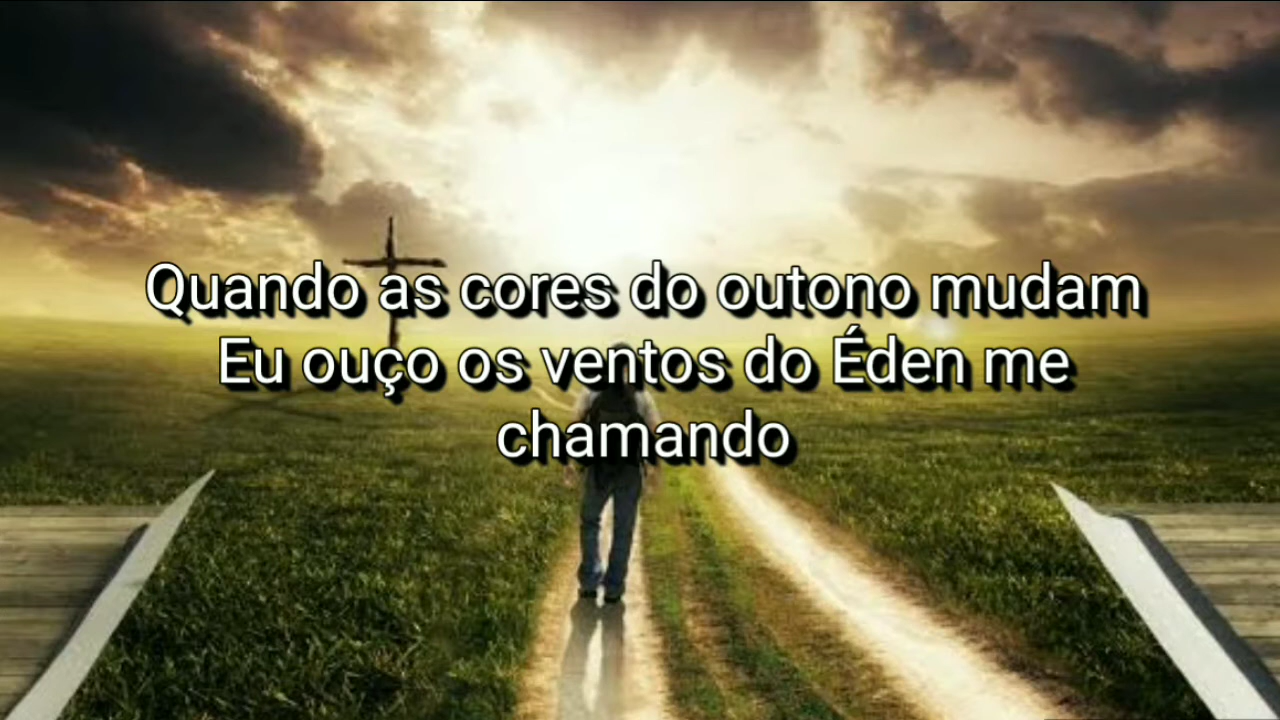 Quando as cores do outono mudam
Eu ouço os ventos do Éden me
chamando